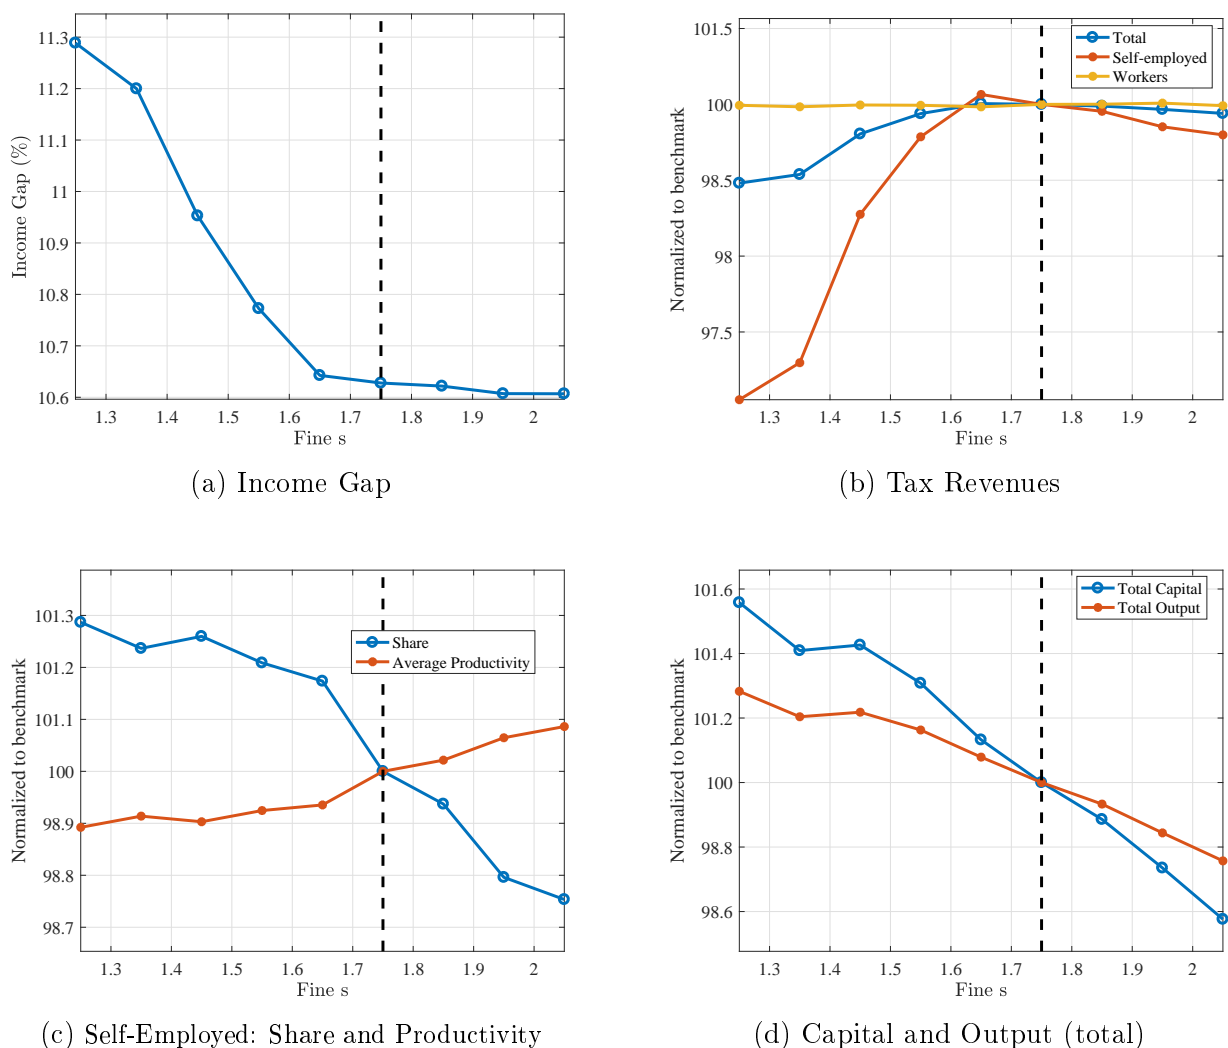 11.3
11.2
11.1
11
10.9
10.8
10.7
10.6
Income Gap (%)
1.3 1.4 1.5 1.6 1.7 1.8 1.9 2
Fine s
(a) Income Gap
101.5
100
98.5
98
97.5
Normalized to benchmark
Total
Self-employed
Workers
1.3 1.4 1.5 1.6 1.7 1.8 1.9 2
Fine s
(b) Tax Revenues
101.3
101.2
101.1
100
98.9
98.8
98.7
Normalized to benchmark
Share
Average Productivity
1.3 1.4 1.5 1.6 1.7 1.8 1.9 2
Fine s
(c) Self-Employed: Share and Productivity
101.6
101.4
101.2
100
98.8
98.6
Normalized to benchmark
Total Capital
Total Output
1.3 1.4 1.5 1.6 1.7 1.8 1.9 2
Fine s
(d) Capital and Output (total)